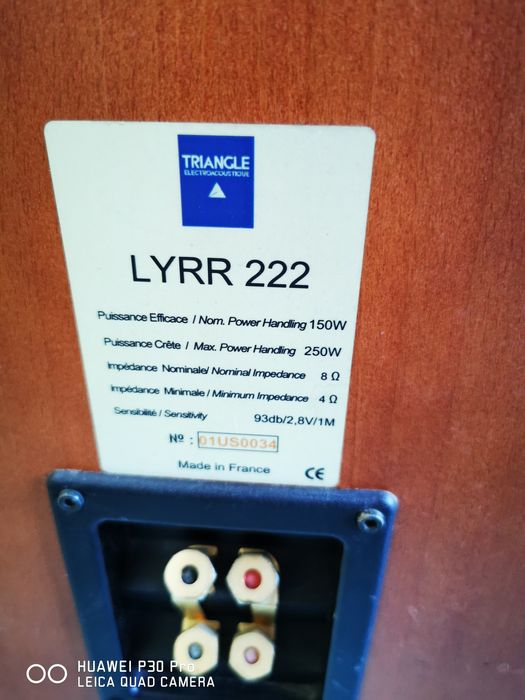 TRIANGLE
ELECTROACOUSTIQUE
LYRR 222
Puissance Efficace / Nom. Power Handling 150W
Puissance Crête / Max. Power Handling 250W
Impédance Nominale/ Norninal Impedance 8 Ω
Impédance Minimale / Minimum Impedance 4 Ω
Sensibilité / Sensitivity 93db/2,8V/1M
Nº : 01US0034
Made in France CE
HUAWEI P30 Pro
LEICA QUAD CAMERA